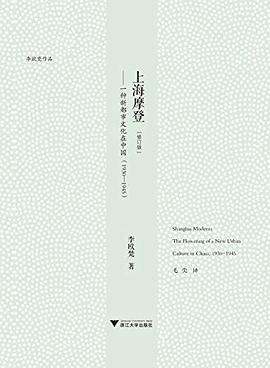 李欧梵作品
上海摩登
[修订版]
——一种新都市文化在中国（1930—1945）
李欧梵 著
Shanghai Modern:
The Flowering of a New Urban
Culture in China, 1930–1945
毛尖 译
浙江大学出版社